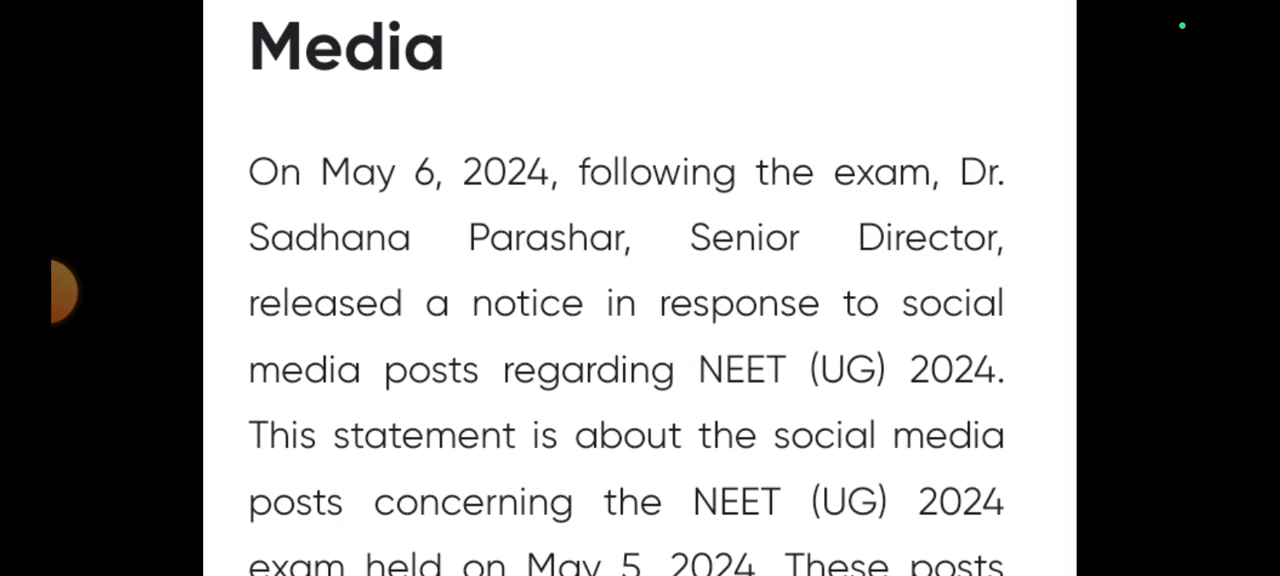 Media
On May 6, 2024, following the exam, Dr.
Sadhana Parashar, Senior Director,
released a notice in response to social
media posts regarding NEET (UG) 2024.
This statement is about the social media
posts concerning the NEET (UG) 2024
exam held on May 5, 2024. These posts